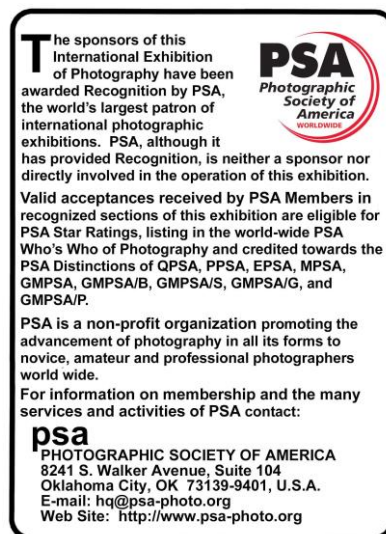 The sponsors of this
International Exhibition
of Photography have been
awarded Recognition by PSA,
the world's largest patron of
international photographic
exhibitions. PSA, although it
has provided Recognition, is neither a sponsor nor
directly involved in the operation of this exhibition.
PSA
Photographic
Society of
America
WORLDWIDE
Valid acceptances received by PSA Members in
recognized sections of this exhibition are eligible for
PSA Star Ratings, listing in the world-wide PSA
Who's Who of Photography and credited towards the
PSA Distinctions of QPSA, PPSA, EPSA, MPSA,
GMPSA, GMPSA/B, GMPSA/S, GMPSA/G, and
GMPSA/P.
PSA is a non-profit organization promoting the
advancement of photography in all its forms to
novice, amateur and professional photographers
world wide.
For information on membership and the many
services and activities of PSA contact:
psa
PHOTOGRAPHIC SOCIETY OF AMERICA
8241 S. Walker Avenue, Suite 104
Oklahoma City, OK 73139-9401, U.S.A.
E-mail: hq@psa-photo.org
Web Site: http://www.psa-photo.org